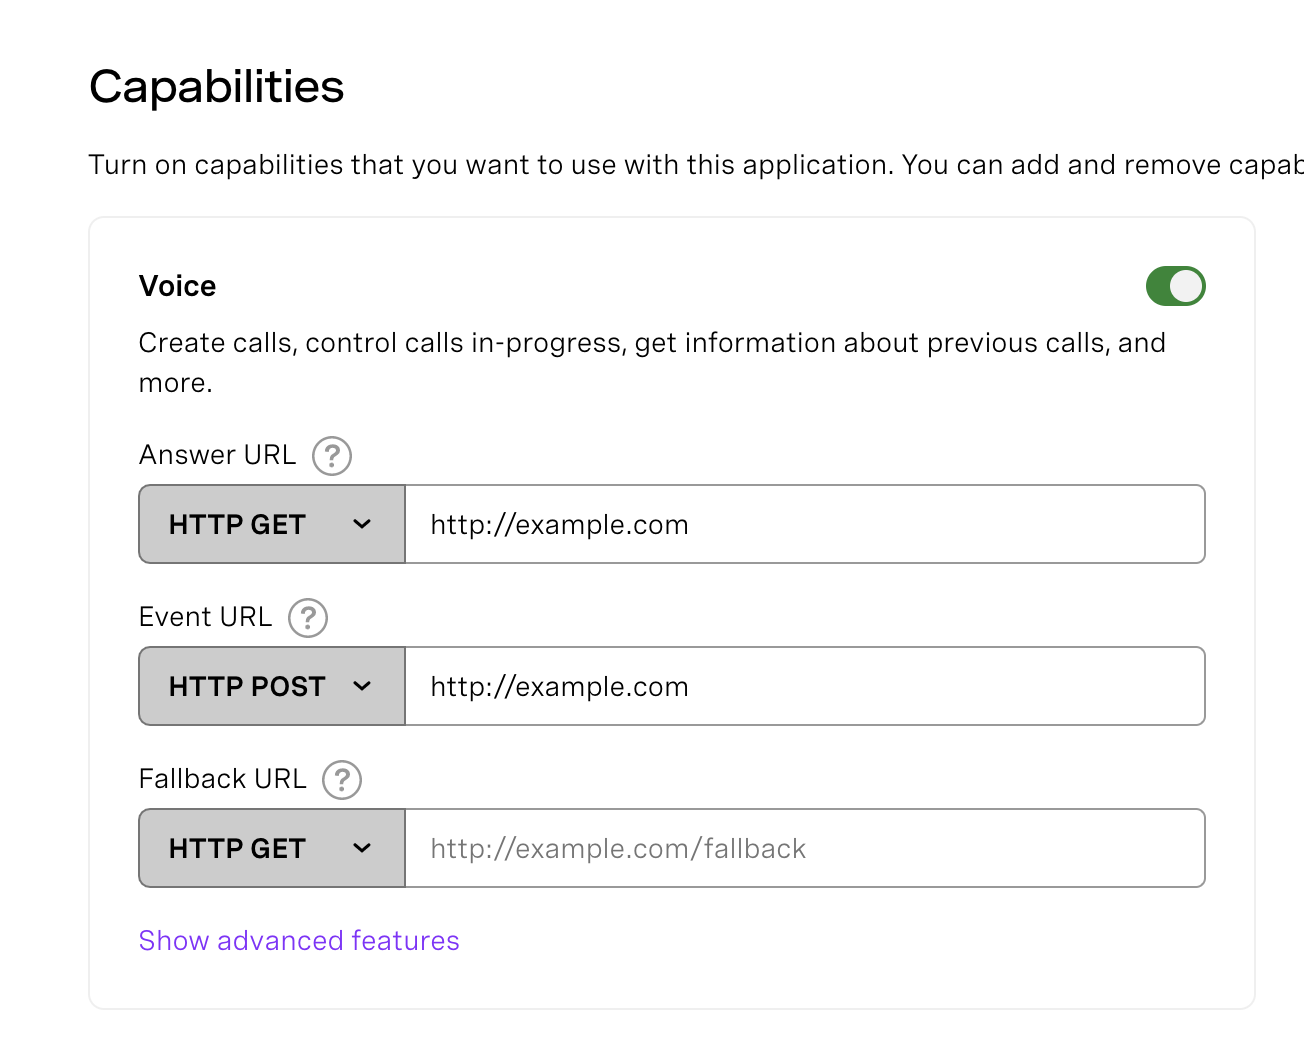 Capabilities
Turn on capabilities that you want to use with this application. You can add and remove capab
Voice
Create calls, control calls in-progress, get information about previous calls, and
more.
Answer URL ?
HTTP GET http://example.com
Event URL ?
HTTP POST http://example.com
Fallback URL ?
HTTP GET http://example.com/fallback
Show advanced features